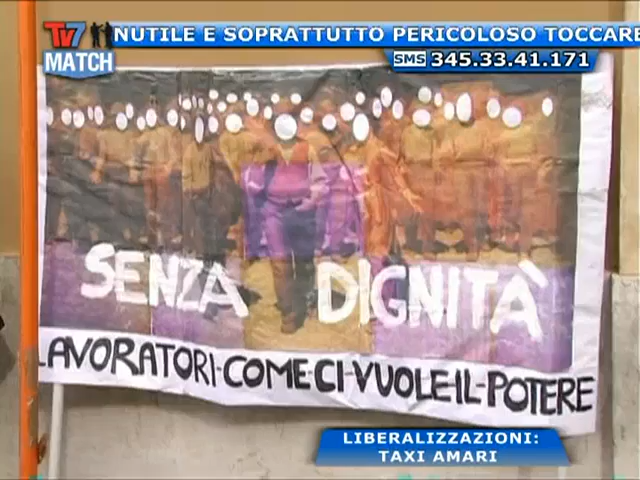 TV7
MATCH
NUTILE E SOPRATTUTTO PERICOLOSO TOCCARE
SMS 345.33.41.171
SENZA DIGNITÀ
LAVORATORI-COME CI-VUOLE-IL-POTERE
LIBERALIZZAZIONI:
TAXI AMARI